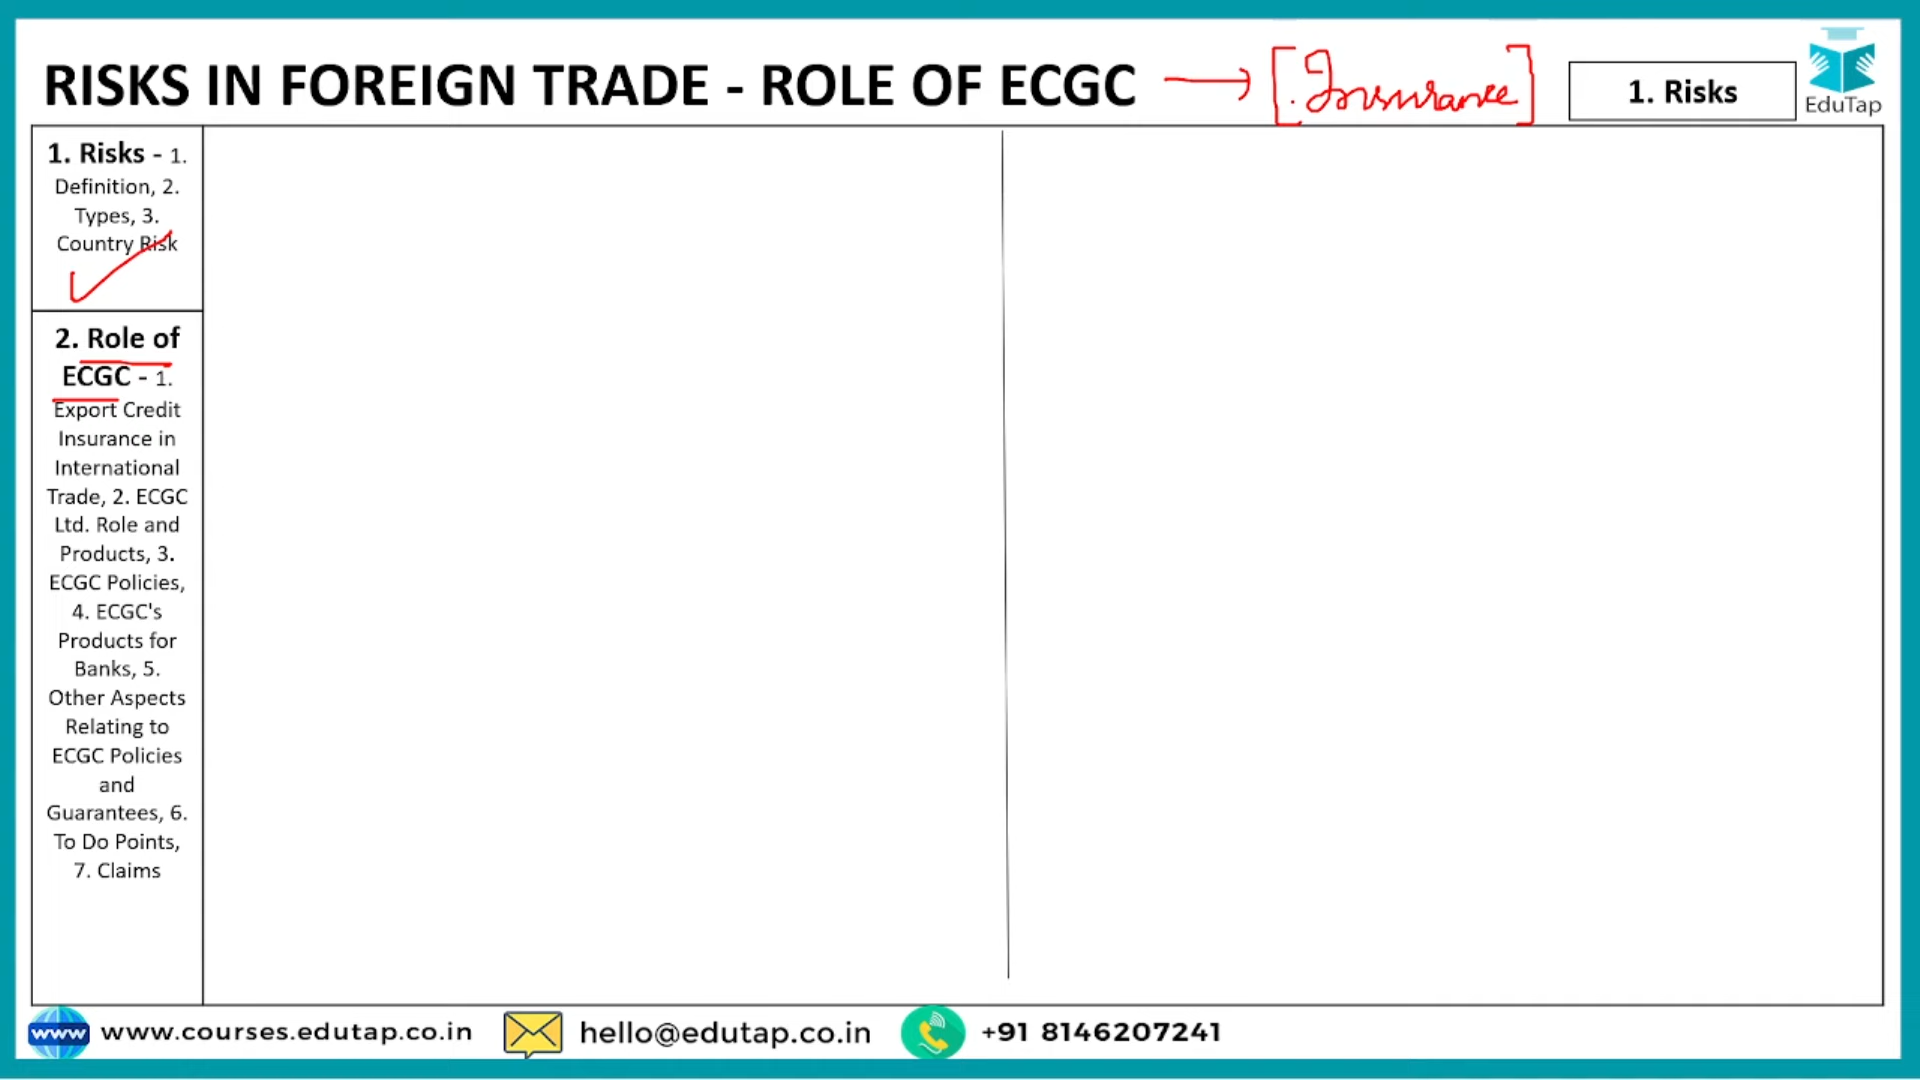 RISKS IN FOREIGN TRADE - ROLE OF ECGC → [Insurance]
1. Risks
EduTap
1. Risks - 1.
Definition, 2.
Types, 3.
Country Risk
2. Role of
ECGC - 1.
Export Credit
Insurance in
International
Trade, 2. ECGC
Ltd. Role and
Products, 3.
ECGC Policies,
4. ECGC's
Products for
Banks, 5.
Other Aspects
Relating to
ECGC Policies
and
Guarantees, 6.
To Do Points,
7. Claims
www www.courses.edutap.co.in hello@edutap.co.in +91 8146207241